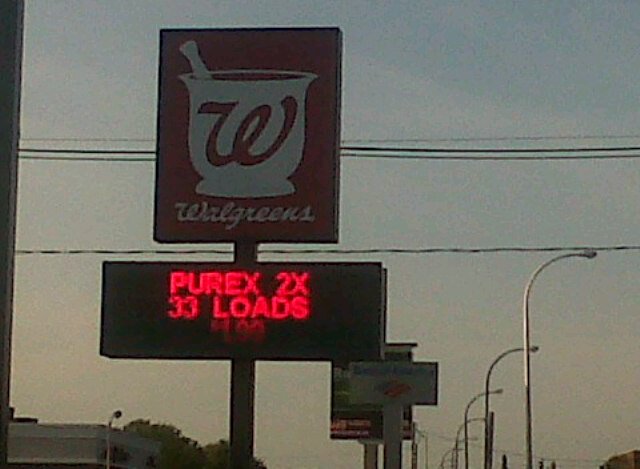 W
Walgreens
PUREX 2X
33 LOADS